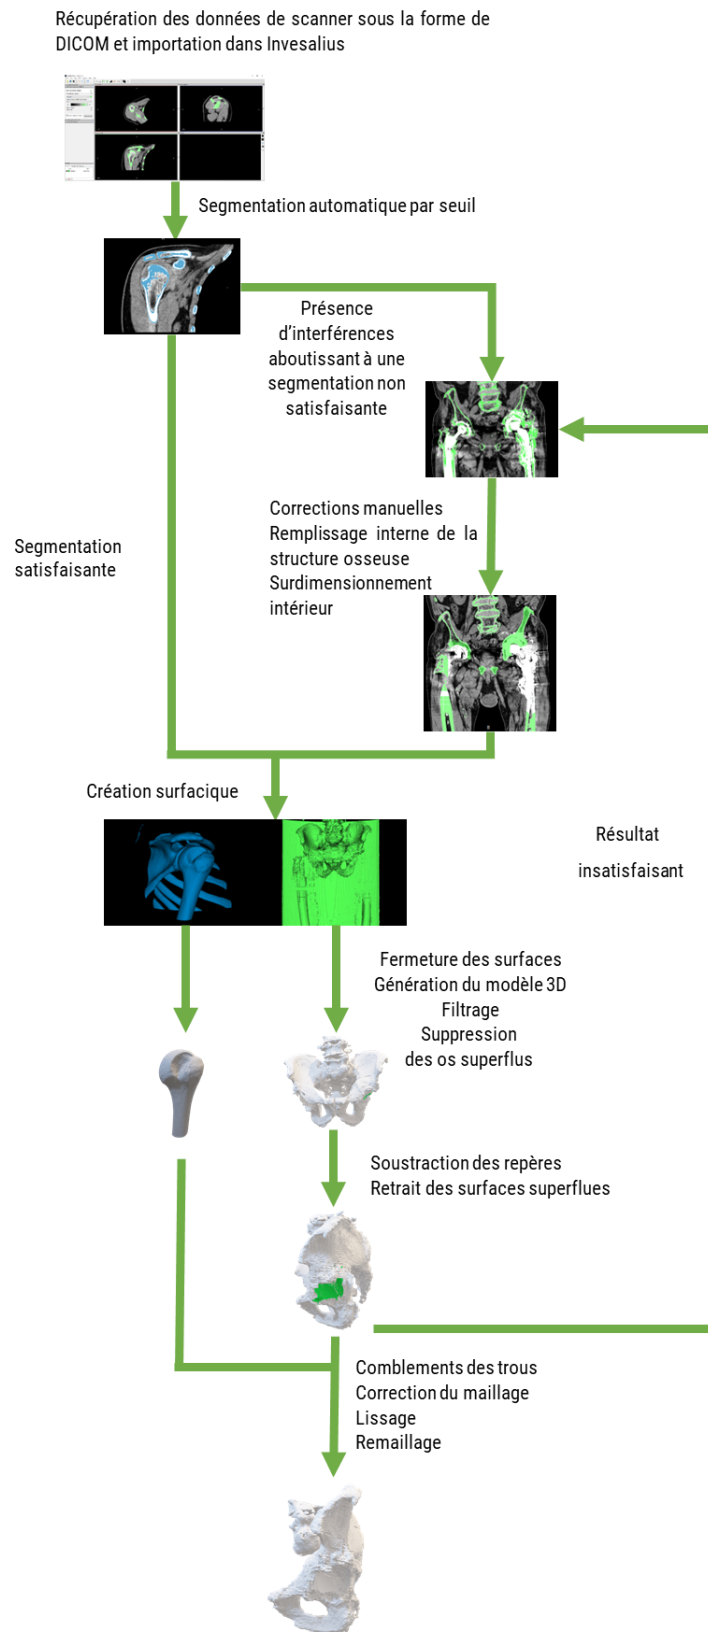 Récupération des données de scanner sous la forme de
DICOM et importation dans Invesalius
Segmentation automatique par seuil
Présence
d'interférences
aboutissant à une
segmentation non
satisfaisante
Corrections manuelles
Remplissage interne de la
structure osseuse
Surdimensionnement
intérieur
Segmentation
satisfaisante
Création surfacique
Résultat
insatisfaisant
Fermeture des surfaces
Génération du modèle 3D
Filtrage
Suppression
des os superflus
Soustraction des repères
Retrait des surfaces superflues
Comblements des trous
Correction du maillage
Lissage
Remaillage